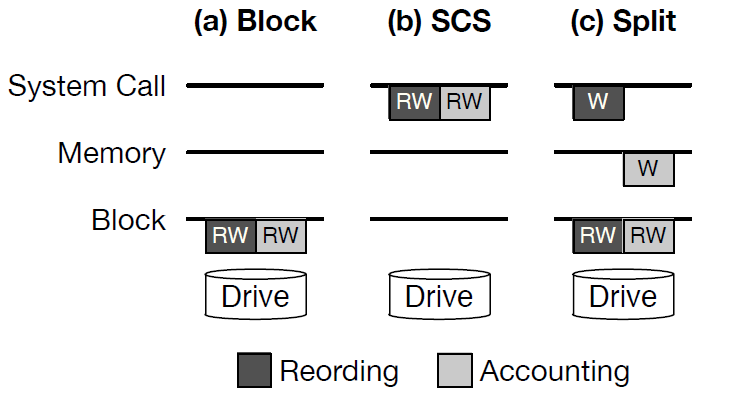 (a) Block (b) SCS (c) Split
System Call RW RW W
Memory W
Block RW RW RW RW
Drive Drive Drive
Reording Accounting